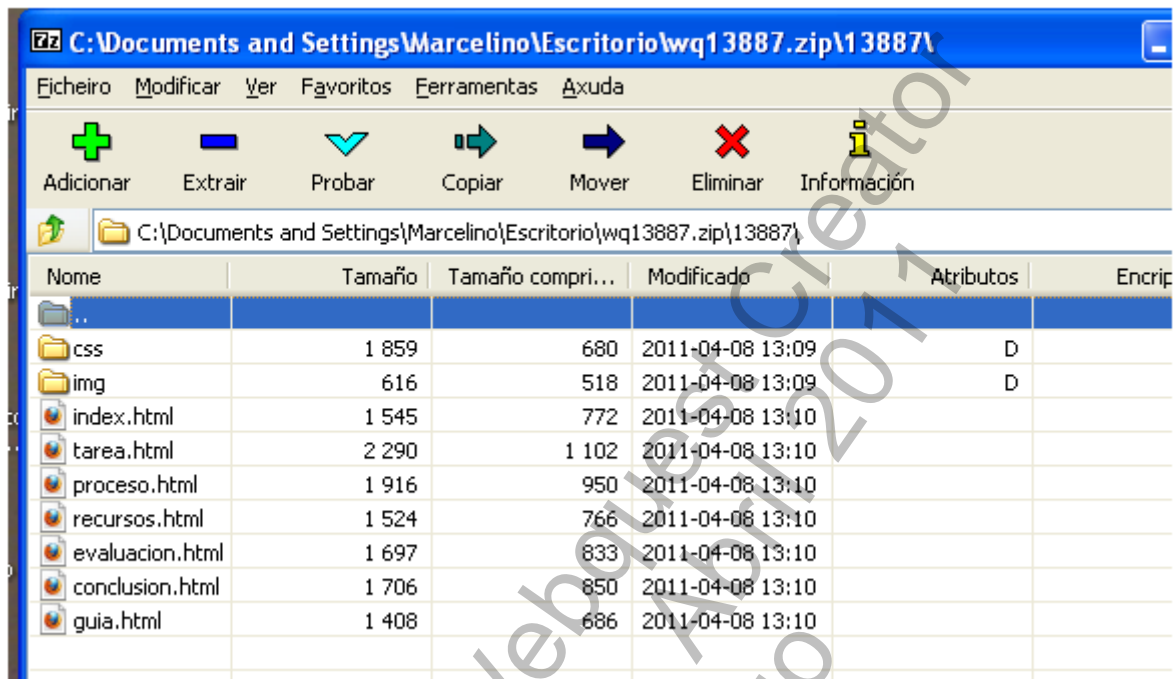 C:\Documents and Settings\Marcelino\Escritorio\wq13887.zip\13887\
Ficheiro Modificar Ver Favoritos Ferramentas Axuda
Adicionar Extrair Probar Copiar Mover Eliminar Información
C:\Documents and Settings\Marcelino\Escritorio\wq13887.zip\13887\
Nome Tamaño Tamaño compri... Modificado Atributos Encrip
..
css 1 859 680 2011-04-08 13:09 D
img 616 518 2011-04-08 13:09 D
index.html 1 545 772 2011-04-08 13:10
tarea.html 2 290 1 102 2011-04-08 13:10
proceso.html 1 916 950 2011-04-08 13:10
recursos.html 1 524 766 2011-04-08 13:10
evaluacion.html 1 697 833 2011-04-08 13:10
conclusion.html 1 706 850 2011-04-08 13:10
guia.html 1 408 686 2011-04-08 13:10
Webquest Creator
Abril 2011